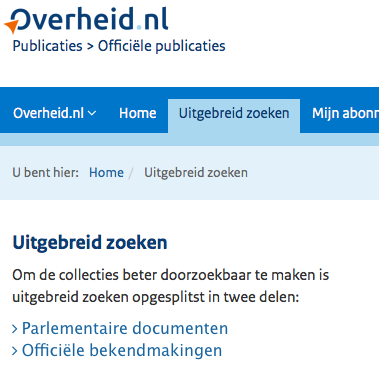 Overheid.nl
Publicaties > Officiële publicaties
Overheid.nl Home Uitgebreid zoeken Mijn abonn
U bent hier: Home / Uitgebreid zoeken
Uitgebreid zoeken
Om de collecties beter doorzoekbaar te maken is
uitgebreid zoeken opgesplitst in twee delen:
> Parlementaire documenten
> Officiële bekendmakingen